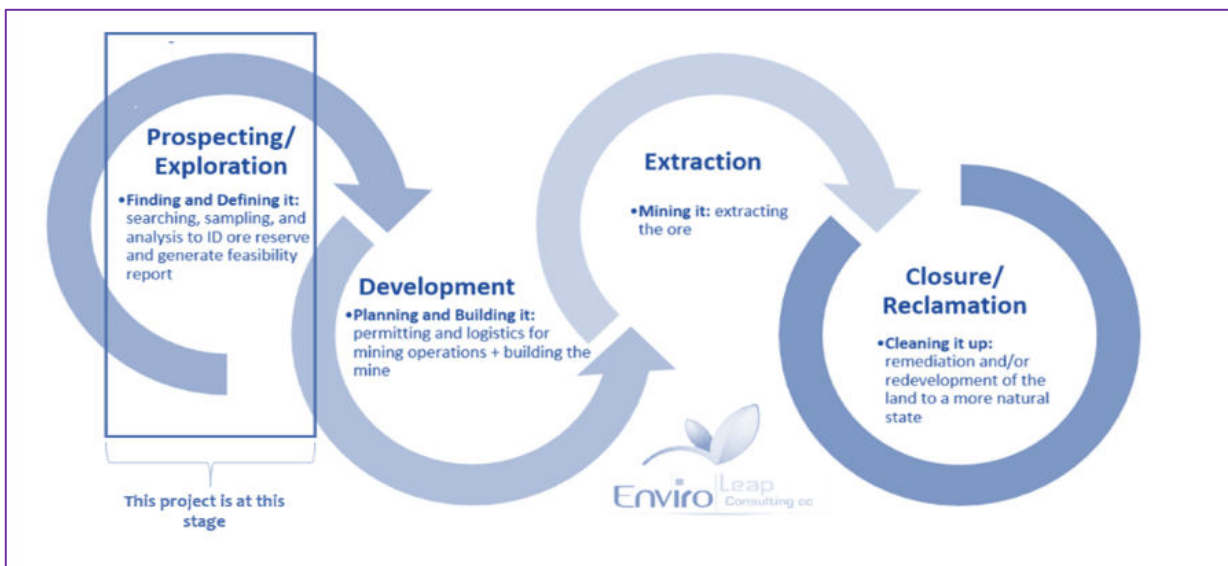 Prospecting/
Exploration
•Finding and Defining it:
searching, sampling, and
analysis to ID ore reserve
and generate feasibility
report
This project is at this
stage
Development
•Planning and Building it:
permitting and logistics for
mining operations + building the
mine
Extraction
•Mining it: extracting
the ore
Closure/
Reclamation
•Cleaning it up:
remediation and/or
redevelopment of the
land to a more natural
state
Enviro Leap
Consulting cc